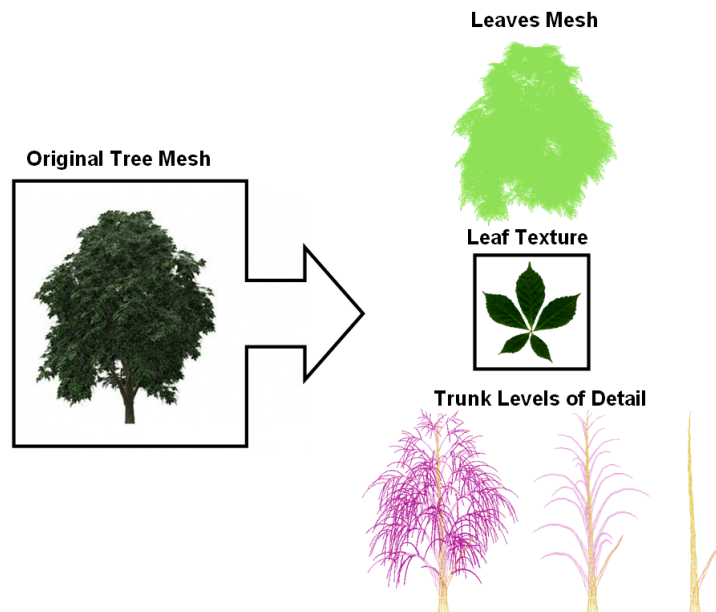 Leaves Mesh
Original Tree Mesh
Leaf Texture
Trunk Levels of Detail